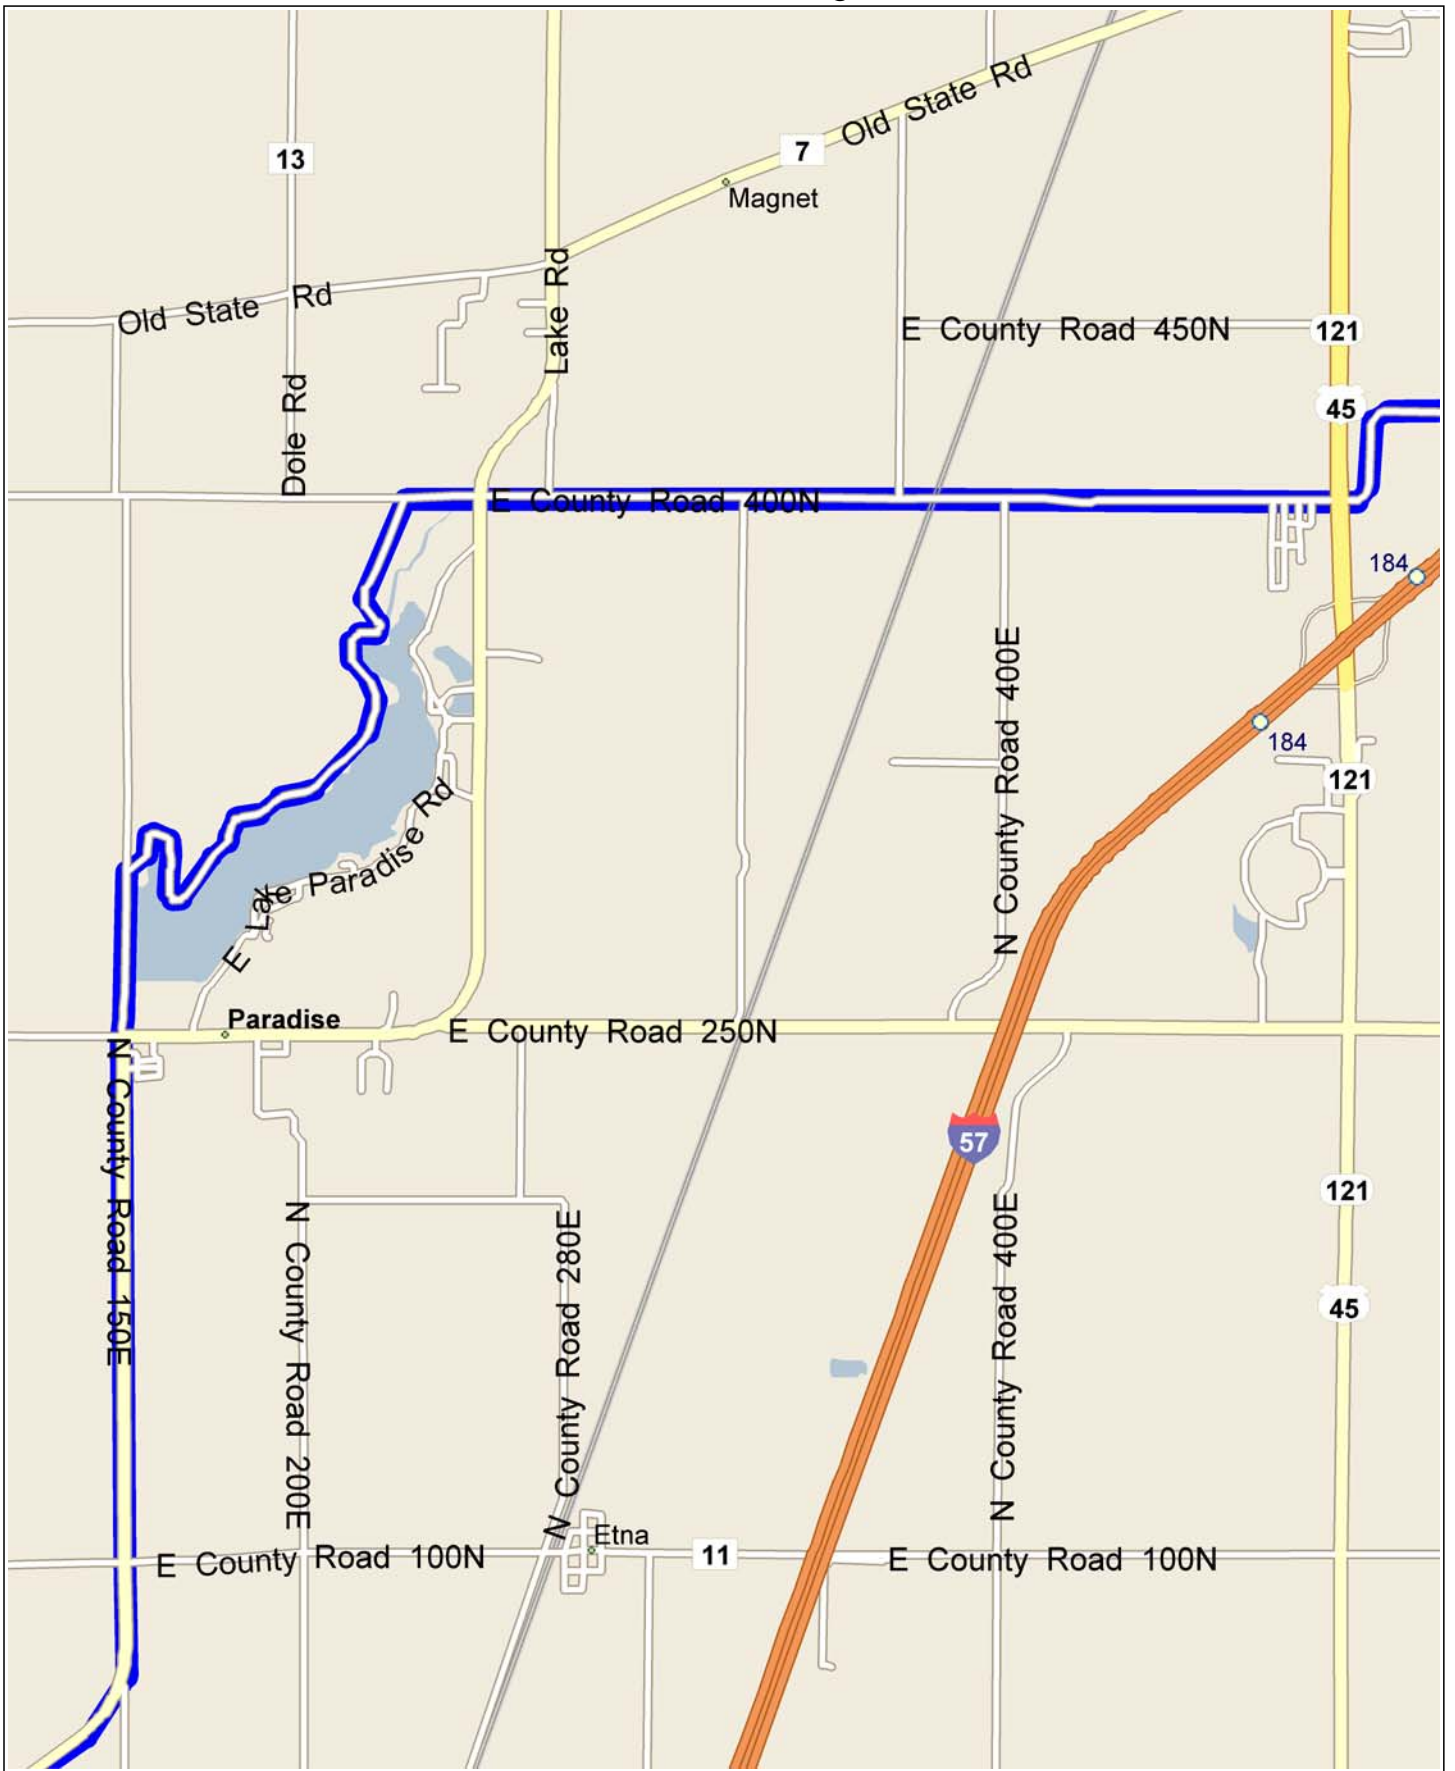 Old State Rd
7
13
Magnet
Lake Rd
Old State Rd
E County Road 450N
121
45
Dole Rd
E County Road 400N
184
N County Road 400E
184
121
E Lake Paradise Rd
Paradise
E County Road 250N
N County Road 150E
57
121
N County Road 200E
N County Road 280E
N County Road 400E
45
Etna
E County Road 100N
11
E County Road 100N